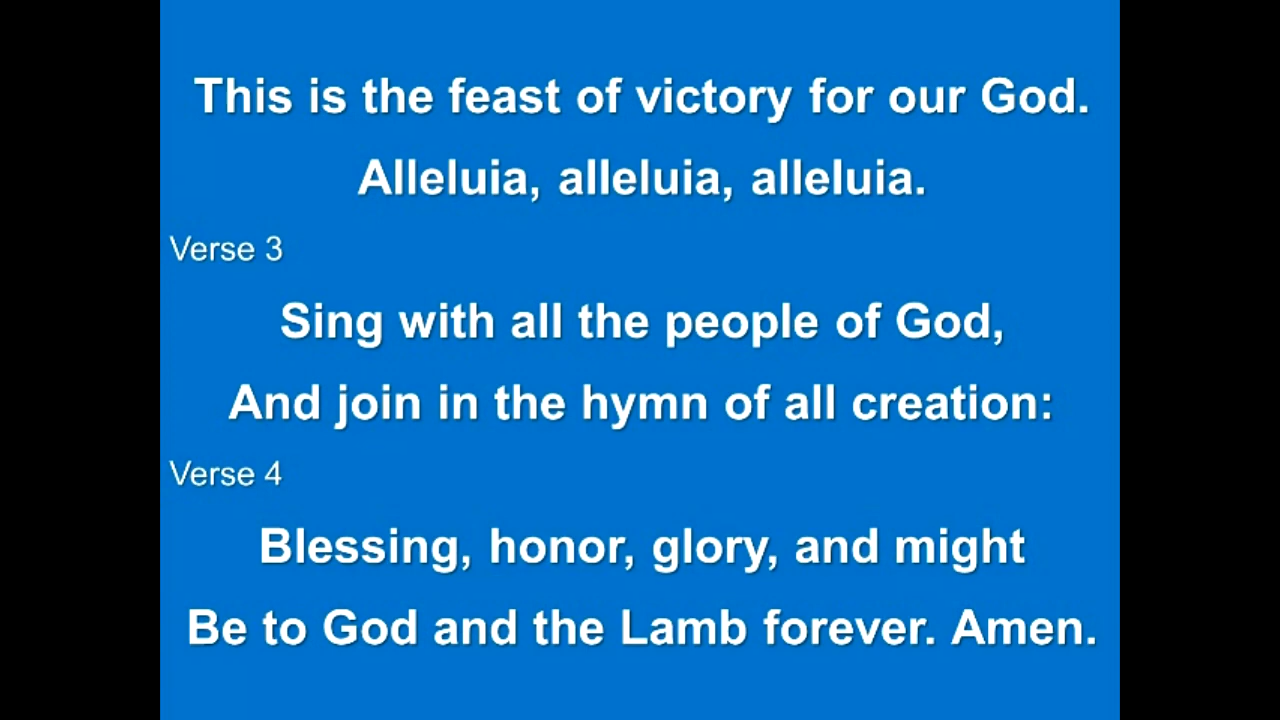 This is the feast of victory for our God.
Alleluia, alleluia, alleluia.
Verse 3
Sing with all the people of God,
And join in the hymn of all creation:
Verse 4
Blessing, honor, glory, and might
Be to God and the Lamb forever. Amen.